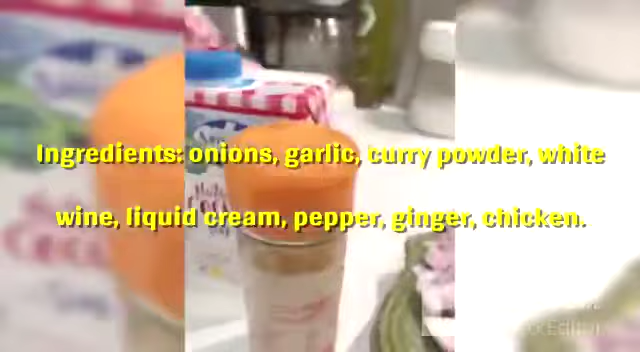 Ingredients: onions, garlic, curry powder, white
wine, liquid cream, pepper, ginger, chicken.